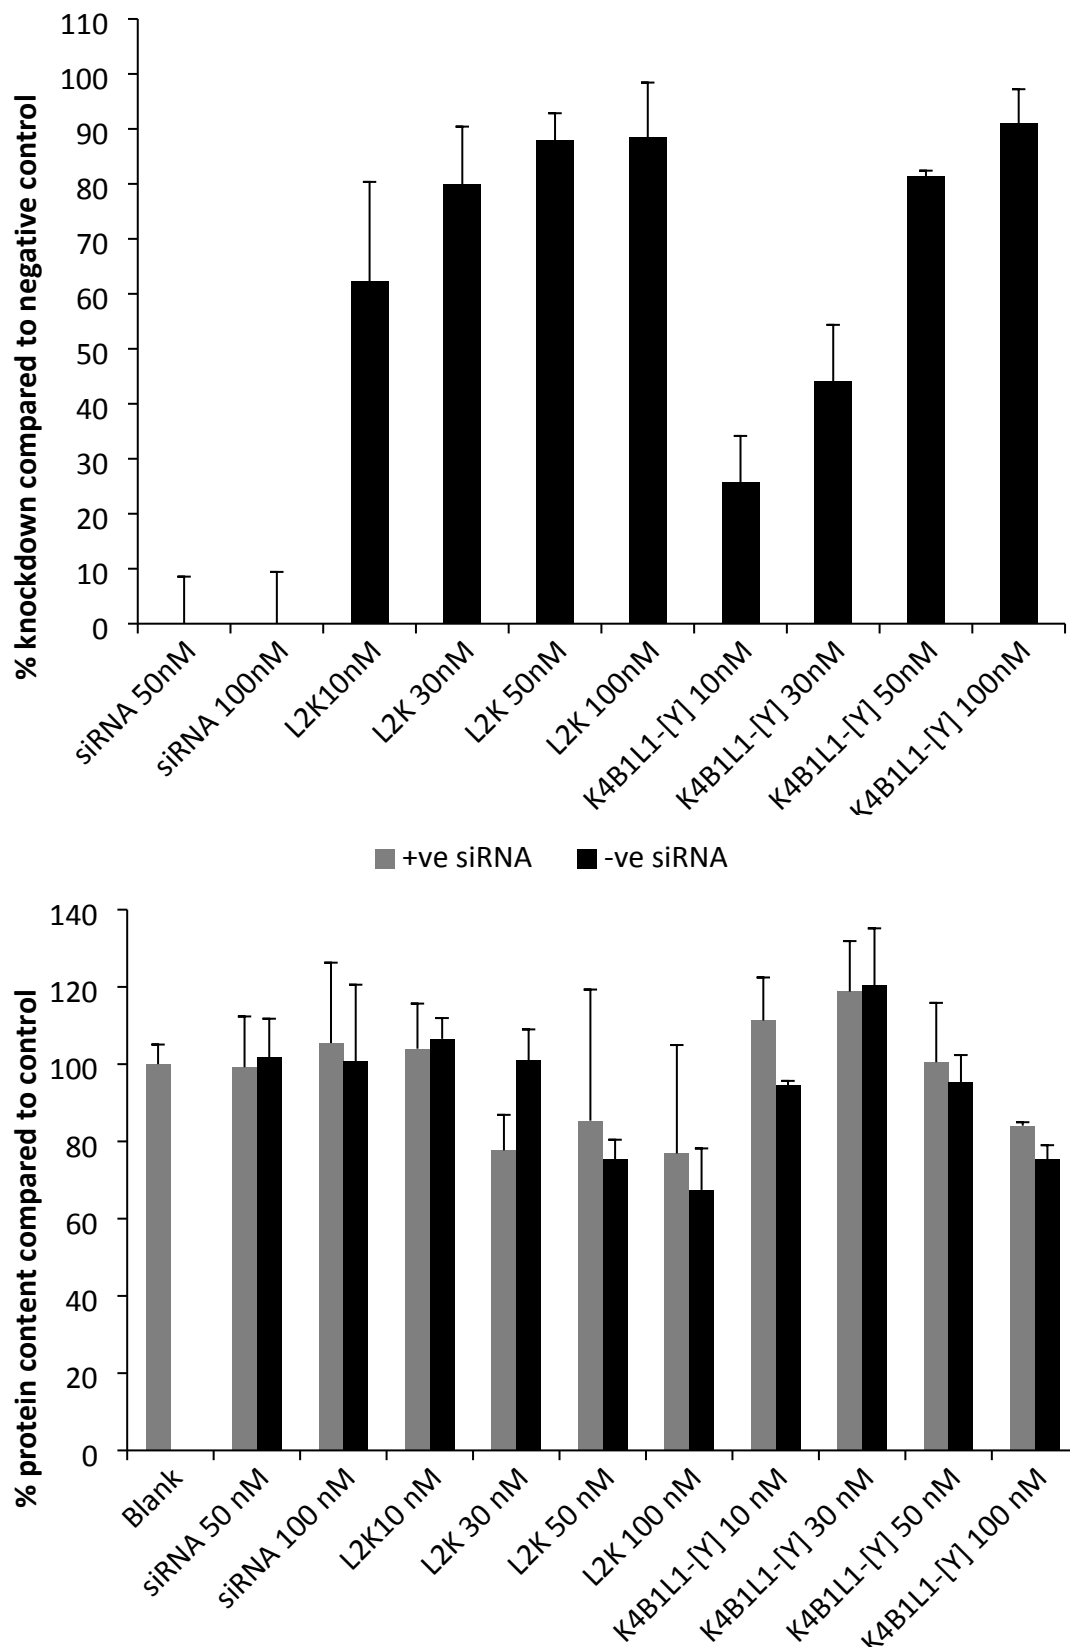 % knockdown compared to negative control
110
100
90
80
70
60
50
40
30
20
10
0
siRNA 50nM
siRNA 100nM
L2K10nM
L2K 30nM
L2K 50nM
L2K 100nM
K4B1L1-[Y] 10nM
K4B1L1-[Y] 30nM
K4B1L1-[Y] 50nM
K4B1L1-[Y] 100nM
+ve siRNA -ve siRNA
% protein content compared to control
140
120
100
80
60
40
20
0
Blank
siRNA 50 nM
siRNA 100 nM
L2K10 nM
L2K 30 nM
L2K 50 nM
L2K 100 nM
K4B1L1-[Y] 10 nM
K4B1L1-[Y] 30 nM
K4B1L1-[Y] 50 nM
K4B1L1-[Y] 100 nM